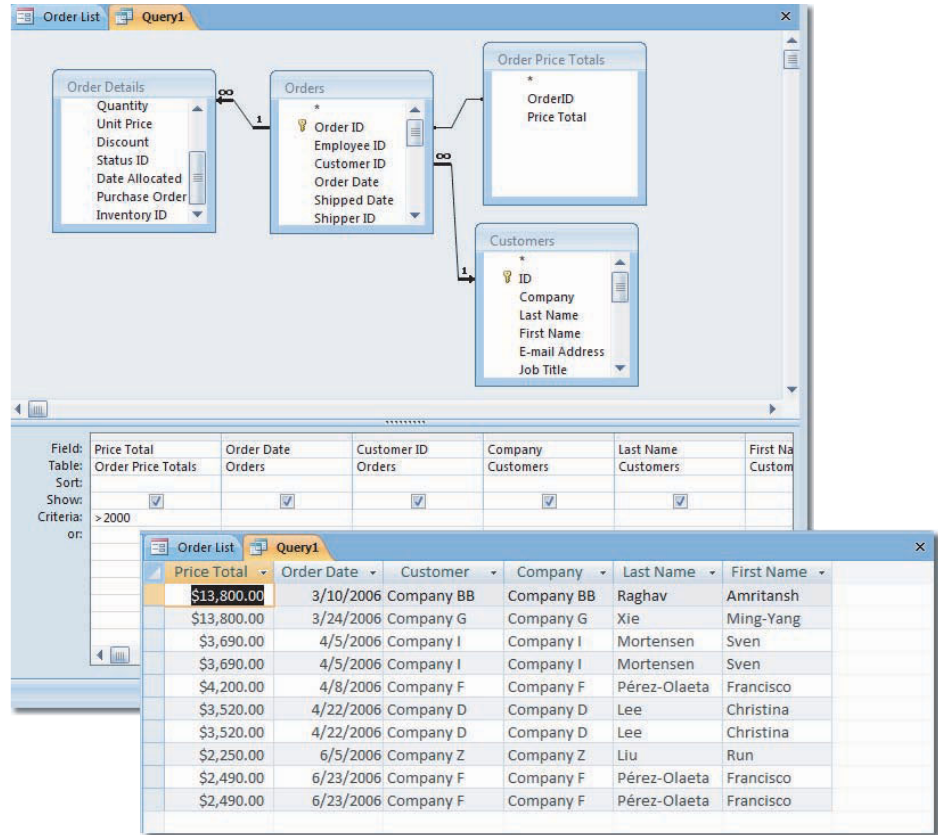 Order List Query1
Order Details
Quantity
Unit Price
Discount
Status ID
Date Allocated
Purchase Order
Inventory ID
∞
1
Orders
*
Order ID
Employee ID
Customer ID
Order Date
Shipped Date
Shipper ID
∞
1
Order Price Totals
*
OrderID
Price Total
Customers
*
ID
Company
Last Name
First Name
E-mail Address
Job Title
Field: Price Total Order Date Customer ID Company Last Name First Na
Table: Order Price Totals Orders Orders Customers Customers Custom
Sort:
Show:
Criteria: >2000
or:
Order List Query1
Price Total Order Date Customer Company Last Name First Name
$13,800.00 3/10/2006 Company BB Company BB Raghav Amritansh
$13,800.00 3/24/2006 Company G Company G Xie Ming-Yang
$3,690.00 4/5/2006 Company I Company I Mortensen Sven
$3,690.00 4/5/2006 Company I Company I Mortensen Sven
$4,200.00 4/8/2006 Company F Company F Pérez-Olaeta Francisco
$3,520.00 4/22/2006 Company D Company D Lee Christina
$3,520.00 4/22/2006 Company D Company D Lee Christina
$2,250.00 6/5/2006 Company Z Company Z Liu Run
$2,490.00 6/23/2006 Company F Company F Pérez-Olaeta Francisco
$2,490.00 6/23/2006 Company F Company F Pérez-Olaeta Francisco